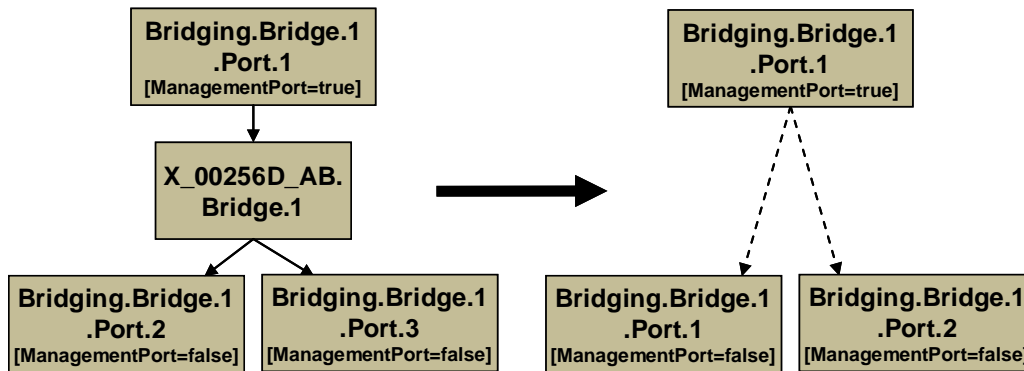 Bridging.Bridge.1
.Port.1
[ManagementPort=true]
Bridging.Bridge.1
.Port.1
[ManagementPort=true]
X_00256D_AB.
Bridge.1
Bridging.Bridge.1
.Port.2
[ManagementPort=false]
Bridging.Bridge.1
.Port.3
[ManagementPort=false]
Bridging.Bridge.1
.Port.1
[ManagementPort=false]
Bridging.Bridge.1
.Port.2
[ManagementPort=false]